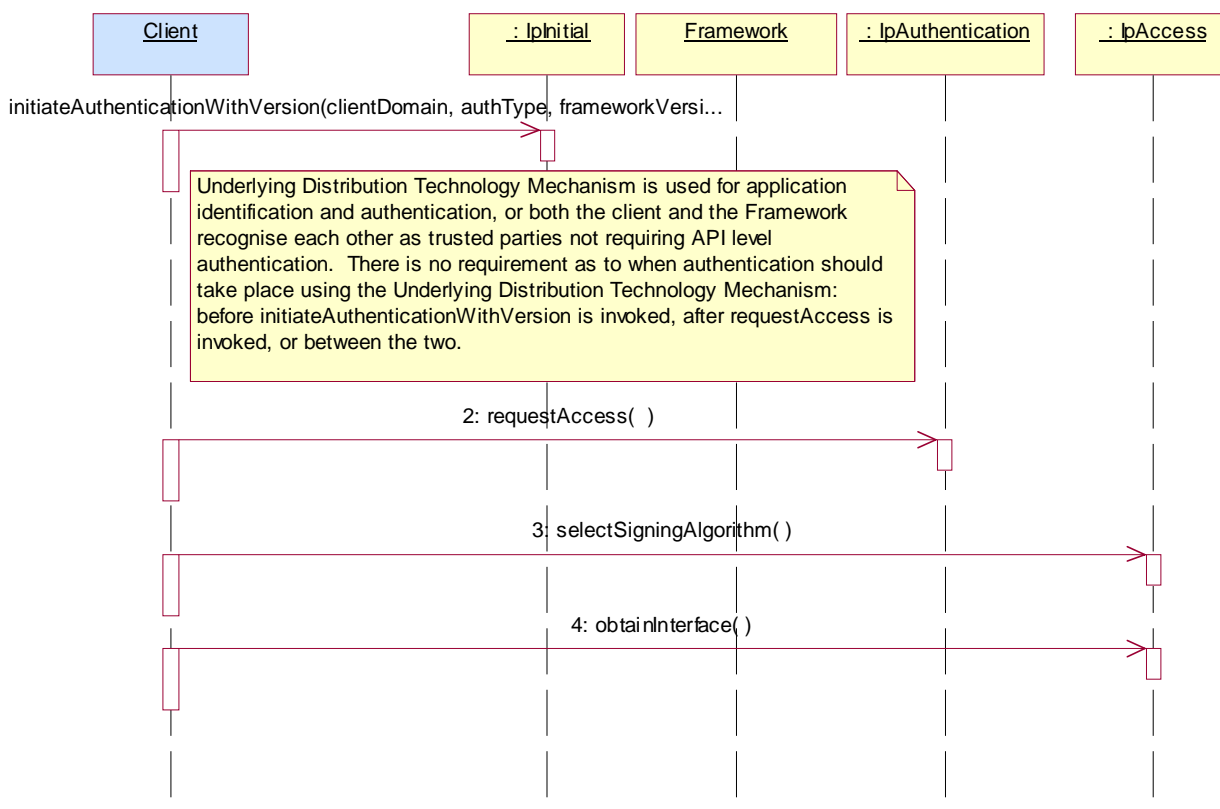 Client
: IpInitial
Framework
: IpAuthentication
: IpAccess
initiateAuthenticationWithVersion(clientDomain, authType, frameworkVersi...
Underlying Distribution Technology Mechanism is used for application
identification and authentication, or both the client and the Framework
recognise each other as trusted parties not requiring API level
authentication.  There is no requirement as to when authentication should
take place using the Underlying Distribution Technology Mechanism:
before initiateAuthenticationWithVersion is invoked, after requestAccess is
invoked, or between the two.
2: requestAccess(  )
3: selectSigningAlgorithm( )
4: obtainInterface( )